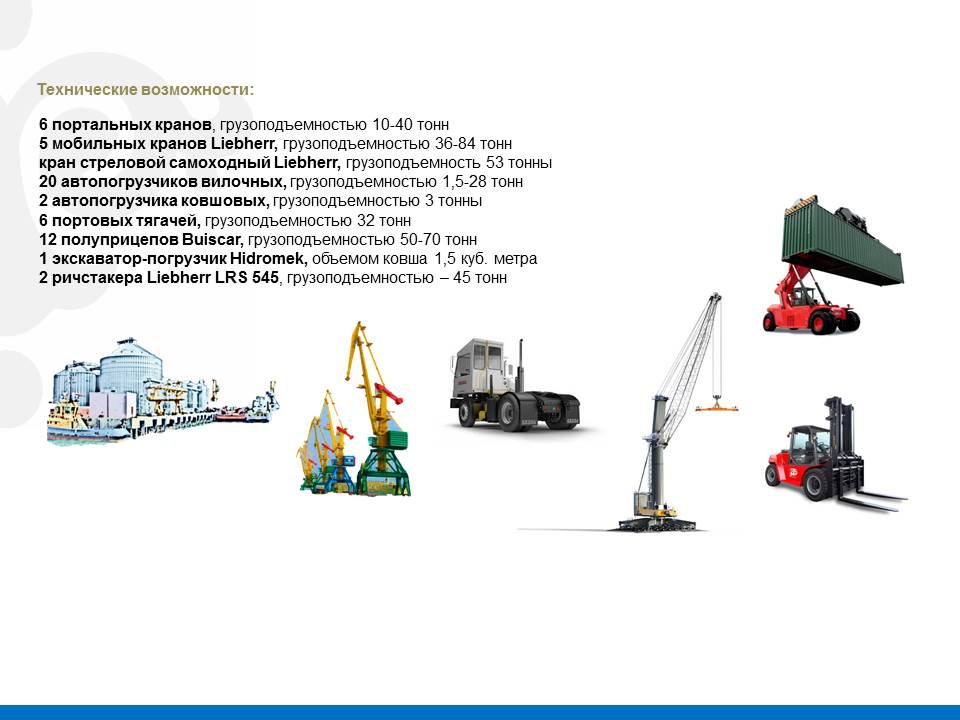 Технические возможности:
6 портальных кранов, грузоподъемностью 10-40 тонн
5 мобильных кранов Liebherr, грузоподъемностью 36-84 тонн
кран стреловой самоходный Liebherr, грузоподъемность 53 тонны
20 автопогрузчиков вилочных, грузоподъемностью 1,5-28 тонн
2 автопогрузчика ковшовых, грузоподъемностью 3 тонны
6 портовых тягачей, грузоподъемностью 32 тонн
12 полуприцепов Buiscar, грузоподъемностью 50-70 тонн
1 экскаватор-погрузчик Hidromek, объемом ковша 1,5 куб. метра
2 ричстакера Liebherr LRS 545, грузоподъемностью – 45 тонн